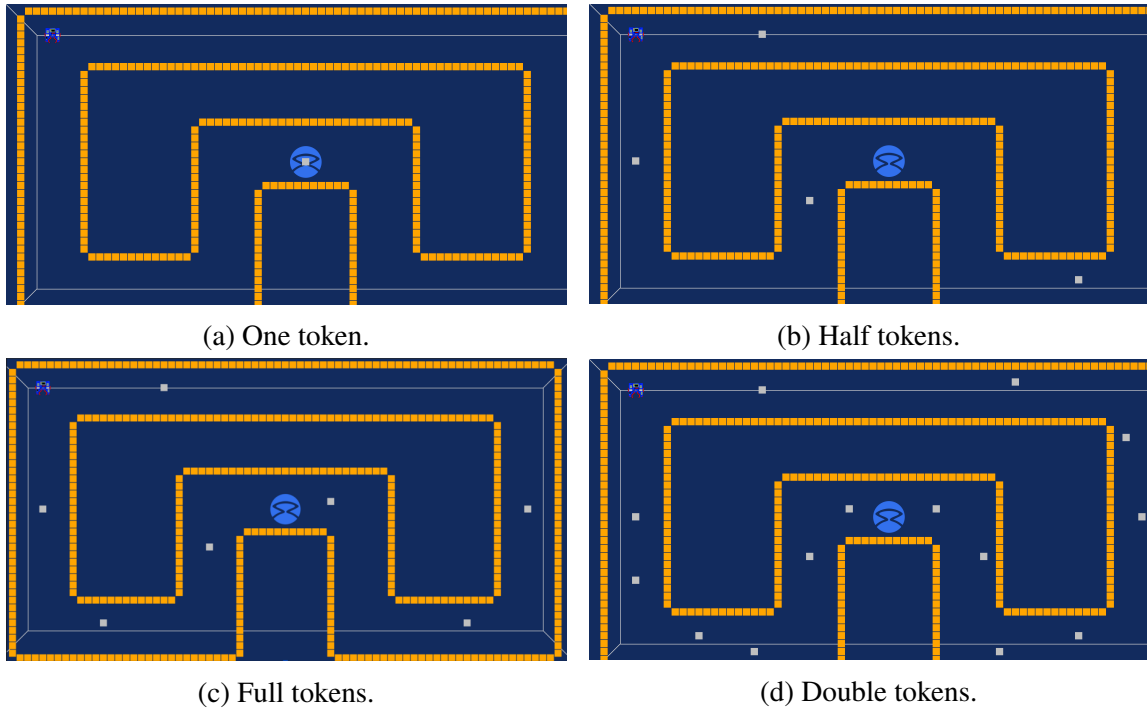 (a) One token.
(b) Half tokens.
(c) Full tokens.
(d) Double tokens.